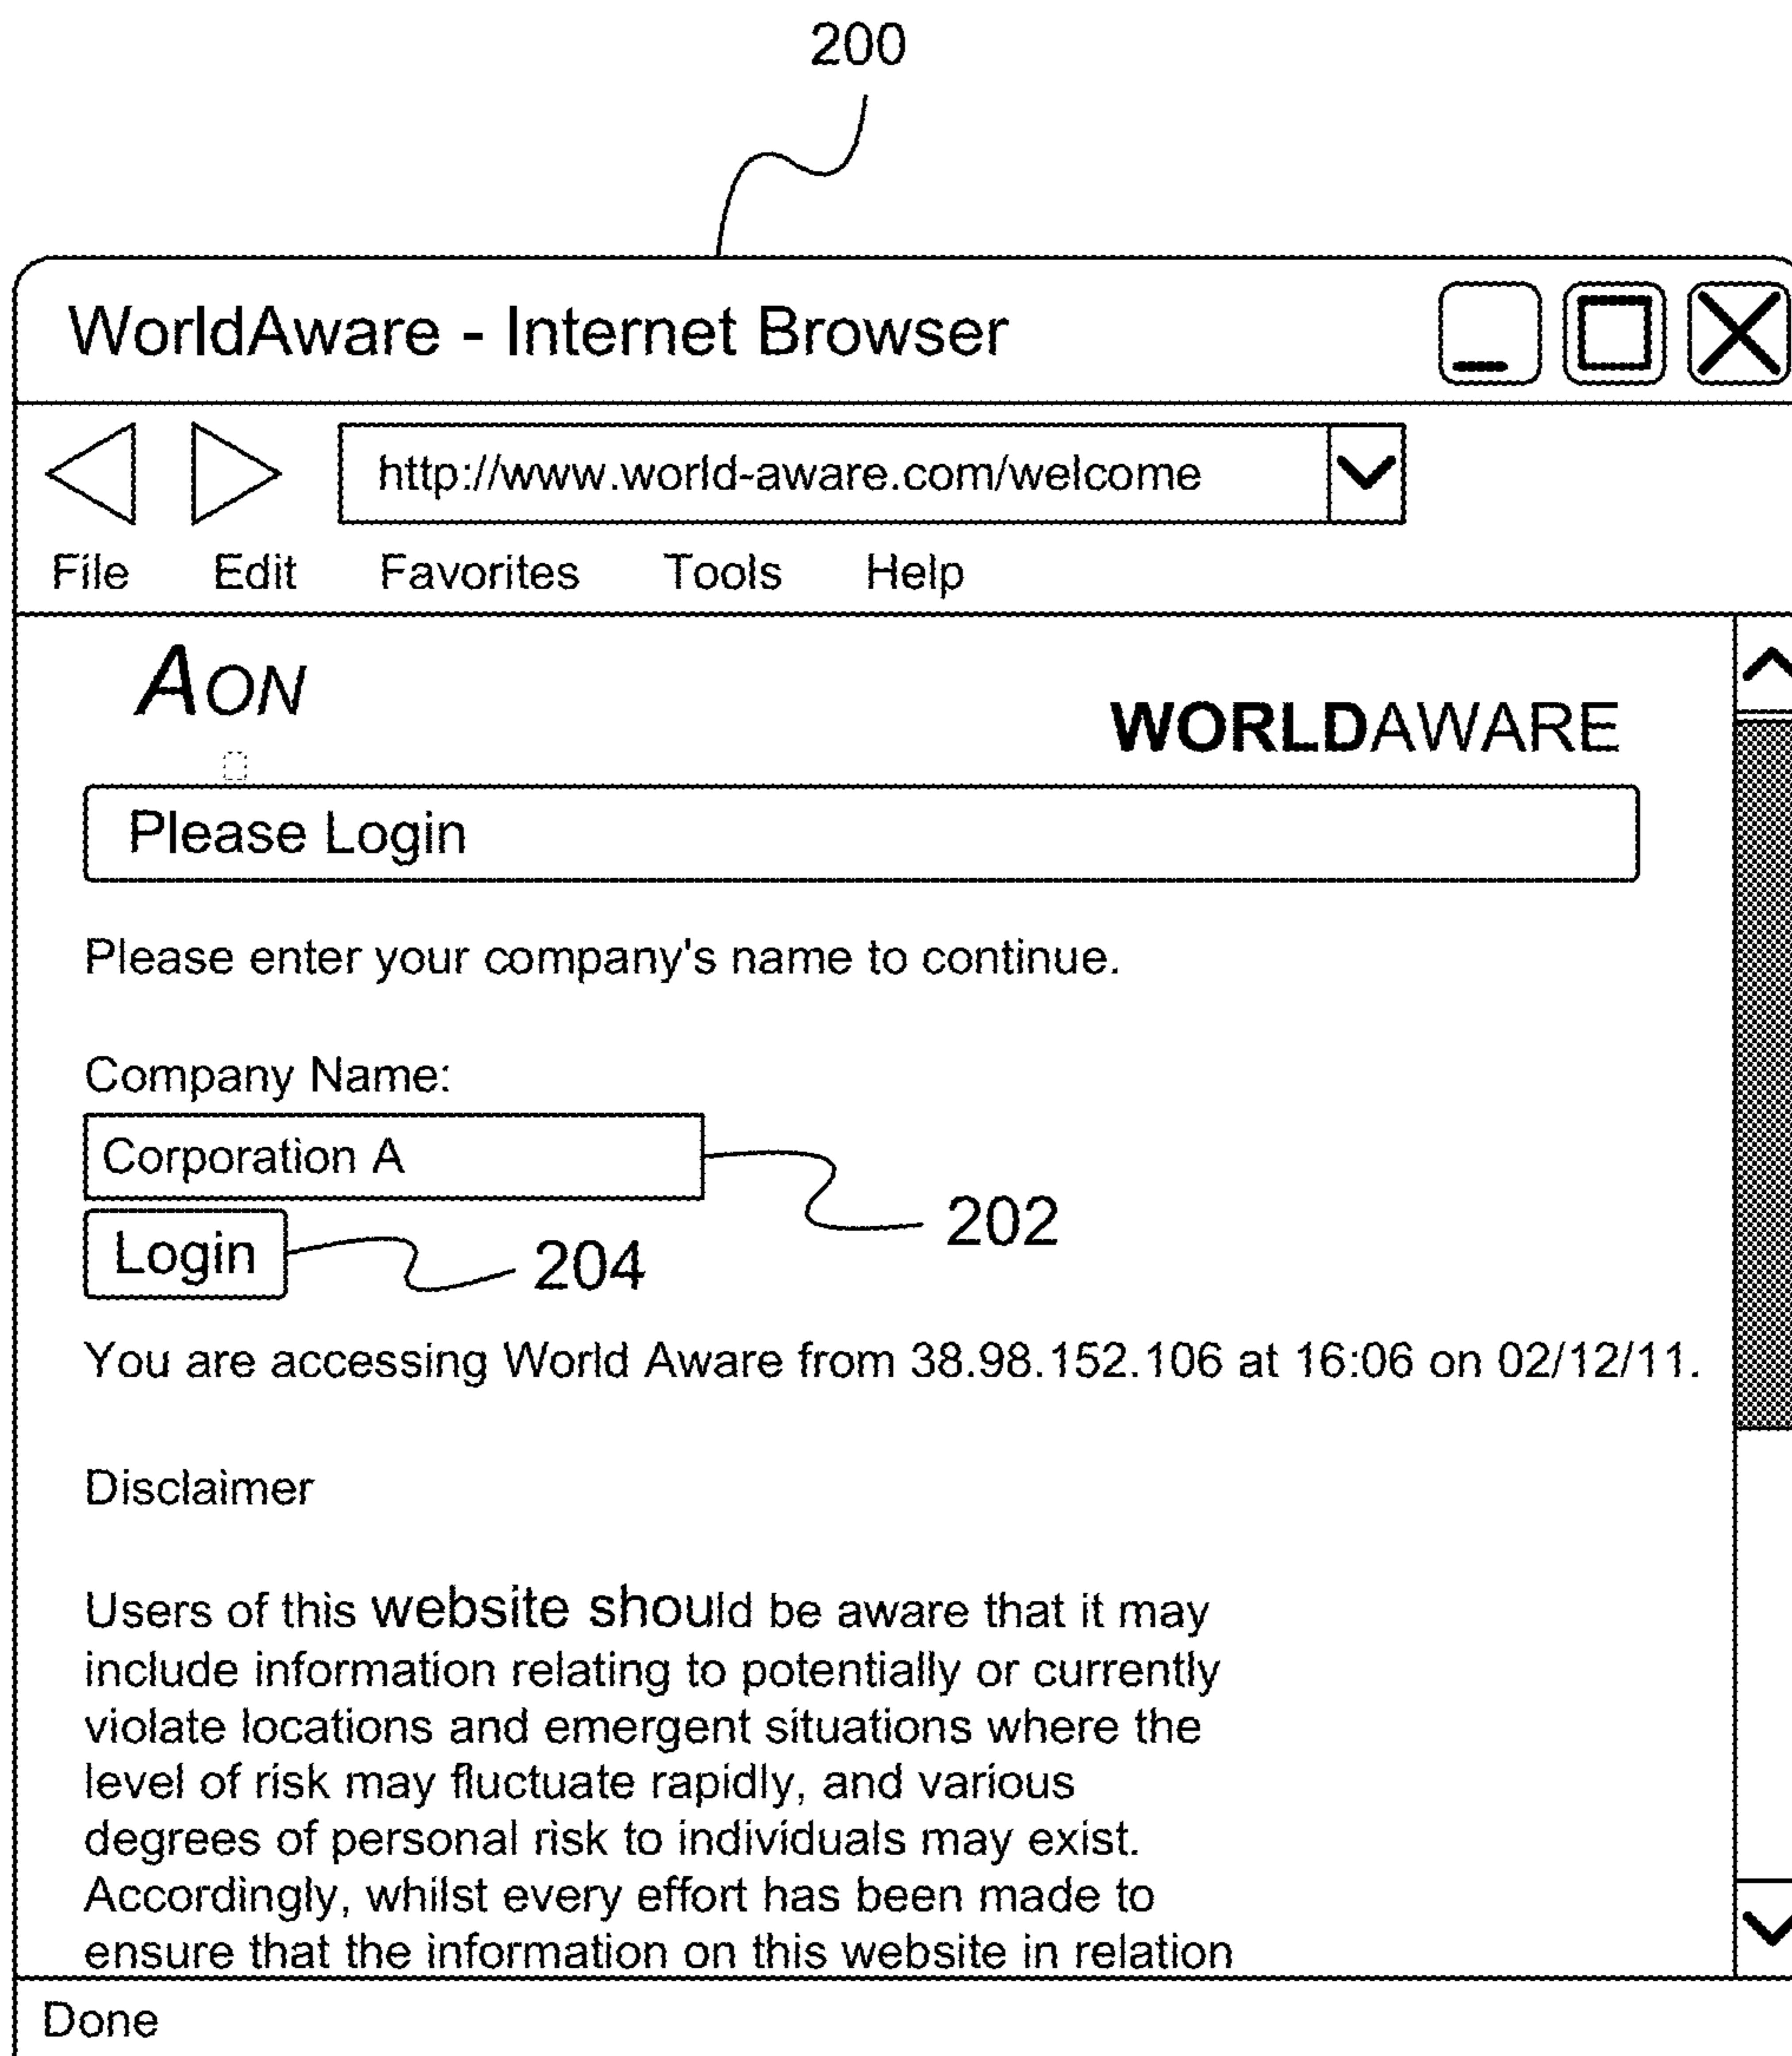 200
WorldAware - Internet Browser
http://www.world-aware.com/welcome
File Edit Favorites Tools Help
AON
WORLDAWARE
Please Login
Please enter your company's name to continue.
Company Name:
Corporation A
202
Login
204
You are accessing World Aware from 38.98.152.106 at 16:06 on 02/12/11.
Disclaimer
Users of this website should be aware that it may
include information relating to potentially or currently
violate locations and emergent situations where the
level of risk may fluctuate rapidly, and various
degrees of personal risk to individuals may exist.
Accordingly, whilst every effort has been made to
ensure that the information on this website in relation
Done